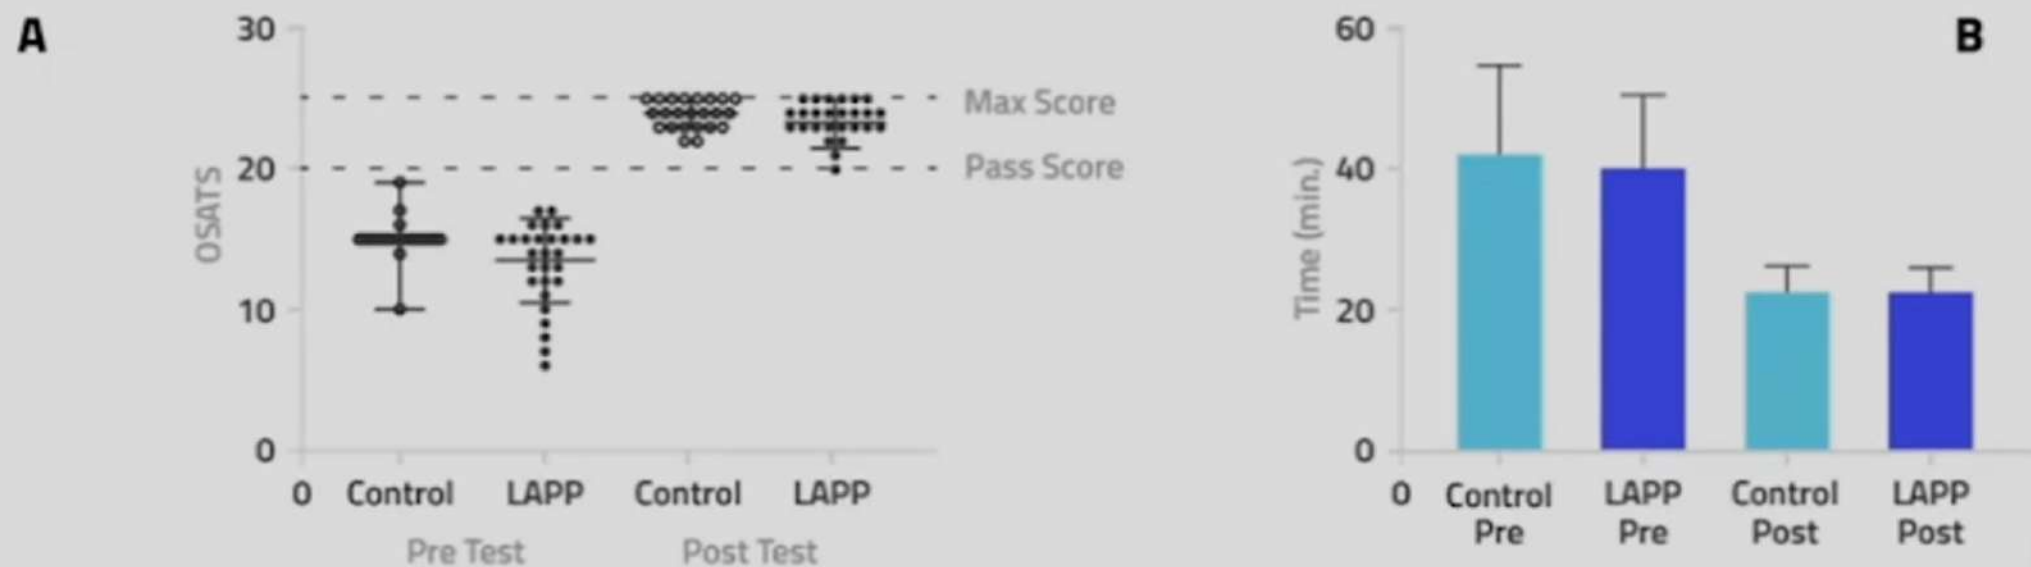 A
30
Max Score
20
Pass Score
OSATS
10
0
0 Control LAPP Control LAPP
Pre Test Post Test
B
60
40
Time (min.)
20
0
0 Control Pre LAPP Pre Control Post LAPP Post